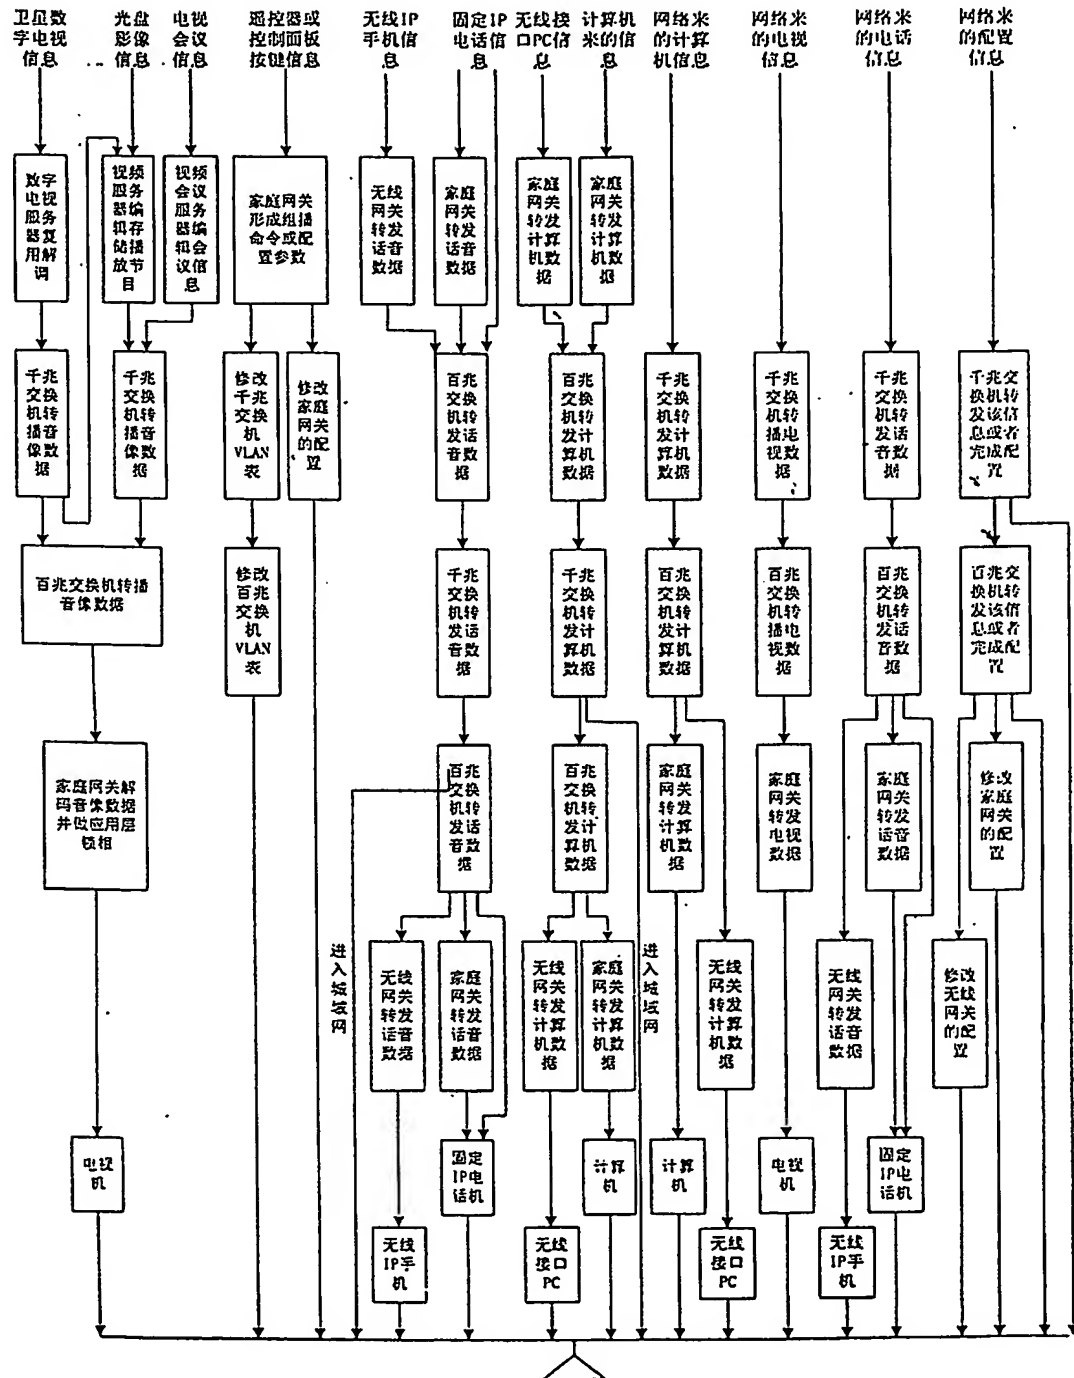 卫星数
字电视
信息
光盘
影像
信息
电视
会议
信息
遥控器或
控制面板
按键信息
无线IP
手机信
息
固定IP
电话信
息
无线接
口PC信
息
计算机
来的信
息
网络来
的计算
机信息
网络来
的电视
信息
网络来
的电话
信息
网络来
的配置
信息
数字
电视
服务
器复
用解
调
视频
服务
器编
辑存
储播
放节
目
视频
会议
服务
器编
辑会
议信
息
家庭网关
形成组播
命令或配
置参数
无线
网关
转发
话音
数据
家庭
网关
转发
话音
数据
家庭
网关
转发
计算
机数
据
家庭
网关
转发
计算
机数
据
千兆
交换
机转
播音
像数
据
千兆
交换
机转
播音
像数
据
修改
千兆
交换
机
VLAN
表
修改
家庭
网关
的配
置
百兆
交换
机转
发话
音数
据
百兆
交换
机转
发计
算机
数据
千兆
交换
机转
发计
算机
数据
千兆
交换
机转
播电
视数
据
千兆
交换
机转
发话
音数
据
千兆交
换机转
发该信
息或者
完成配
置
百兆交换机转播
音像数据
修改
百兆
交换
机
VLAN
表
千兆
交换
机转
发话
音数
据
千兆
交换
机转
发计
算机
数据
百兆
交换
机转
发计
算机
数据
百兆
交换
机转
播电
视数
据
百兆
交换
机转
发话
音数
据
百兆交
换机转
发该信
息或者
完成配
置
家庭网关解
码音像数据
并做应用层
锁相
百兆
交换
机转
发话
音数
据
百兆
交换
机转
发计
算机
数据
家庭
网关
转发
计算
机数
据
家庭
网关
转发
电视
数据
家庭
网关
转发
话音
数据
修改
家庭
网关
的配
置
进入城域网
无线
网关
转发
话音
数据
家庭
网关
转发
话音
数据
无线
网关
转发
计算
机数
据
家庭
网关
转发
计算
机数
据
进入城域网
无线
网关
转发
计算
机数
据
无线
网关
转发
话音
数据
修改
无线
网关
的配
置
电视
机
固定
IP电
话机
计算
机
计算
机
电视
机
固定
IP电
话机
无线
IP手
机
无线
接口
PC
无线
接口
PC
无线
IP手
机